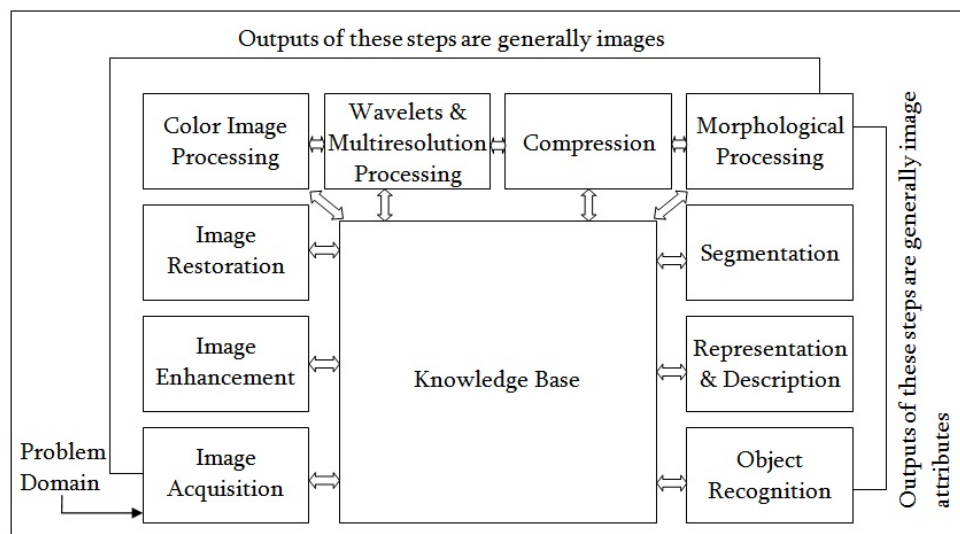 Outputs of these steps are generally images
Color Image
Processing
Wavelets &
Multiresolution
Processing
Compression
Morphological
Processing
Image
Restoration
Segmentation
Image
Enhancement
Knowledge Base
Representation
& Description
Problem
Domain
Image
Acquisition
Object
Recognition
Outputs of these steps are generally image
attributes